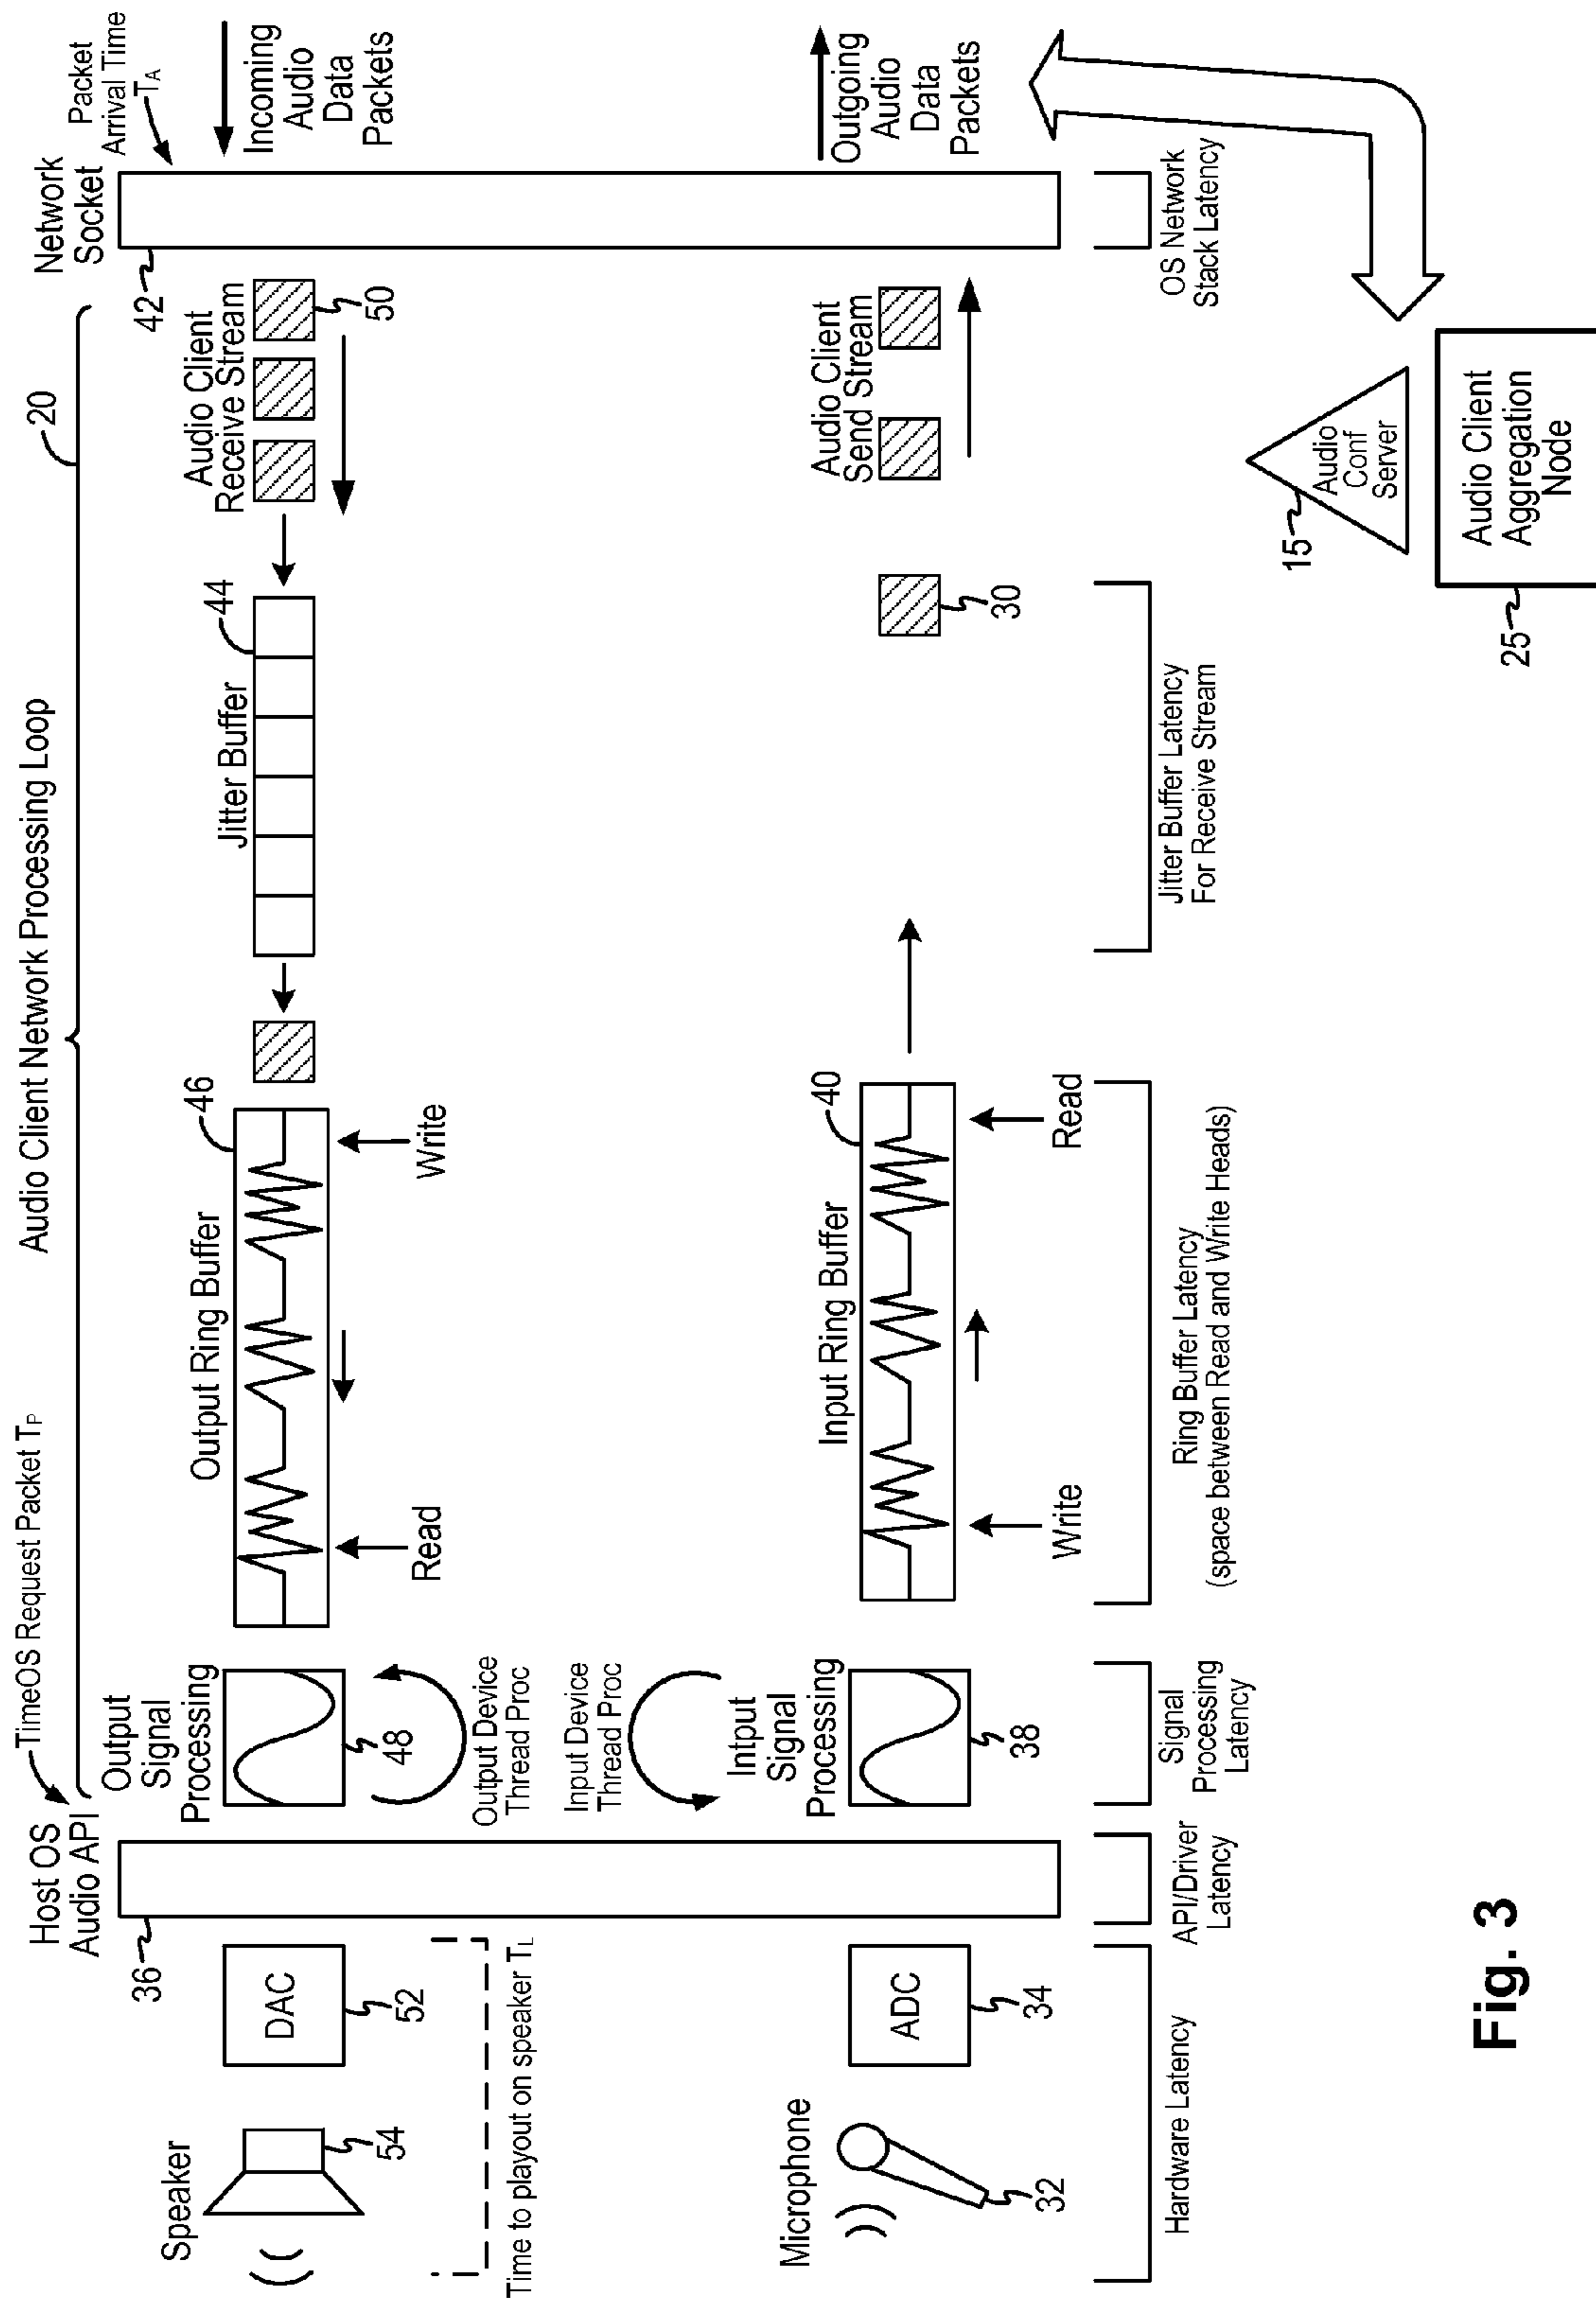 Audio Client Network Processing Loop
20
TimeOS Request Packet TP
Host OS
Audio API
36
Network
Socket
42
Packet
Arrival Time
TA
Incoming
Audio
Data
Packets
Speaker
54
DAC
52
Time to playout on speaker TL
Output
Signal
Processing
48
Output Device
Thread Proc
Output Ring Buffer
46
Read
Write
Jitter Buffer
44
Audio Client
Receive Stream
50
Microphone
32
ADC
34
Input Device
Thread Proc
Intput
Signal
Processing
38
Input Ring Buffer
40
Write
Read
30
Audio Client
Send Stream
Outgoing
Audio
Data
Packets
Hardware Latency
API/Driver
Latency
Signal
Processing
Latency
Ring Buffer Latency
(space between Read and Write Heads)
Jitter Buffer Latency
For Receive Stream
OS Network
Stack Latency
15
Audio
Conf
Server
25
Audio Client
Aggregation
Node
Fig. 3